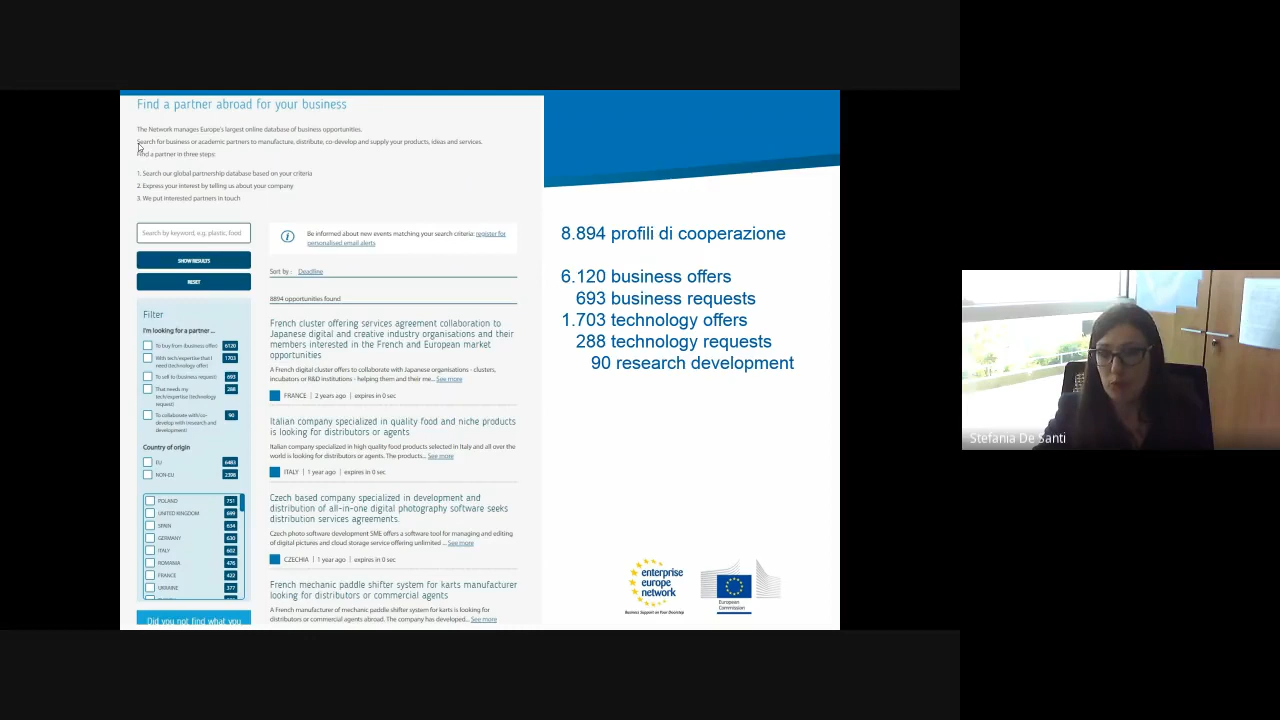 Find a partner abroad for your business
The Network manages Europe's largest online database of business opportunities.
Search for business or academic partners to manufacture, distribute, co-develop and supply your products, ideas and services.
Find a partner in three steps:
1. Search our global partnership database based on your criteria
2. Express your interest by telling us about your company
3. We put interested partners in touch
Search by keyword, e.g. plastic, food
SHOW RESULTS
RESET
Filter
I'm looking for a partner ...
To buy from (business offer) 6120
With tech/expertise that I
need (technology offer) 1703
To sell to (business request) 693
That needs my
tech/expertise (technology
request) 288
To collaborate with/co-
develop with (research and
development) 90
Country of origin
EU 6483
NON-EU 2398
POLAND 751
UNITED KINGDOM 699
SPAIN 634
GERMANY 630
ITALY 602
ROMANIA 476
FRANCE 422
UKRAINE 377
Did you not find what you
Be informed about new events matching your search criteria: register for
personalised email alerts
Sort by : Deadline
8894 opportunities found
French cluster offering services agreement collaboration to
Japanese digital and creative industry organisations and their
members interested in the French and European market
opportunities
A French digital cluster offers to collaborate with Japanese organisations - clusters,
incubators or R&D institutions - helping them and their me... See more
FRANCE | 2 years ago | expires in 0 sec
Italian company specialized in quality food and niche products
is looking for distributors or agents
Italian company specialized in high quality food products selected in Italy and all over the
world is looking for distributors or agents. The products... See more
ITALY | 1 year ago | expires in 0 sec
Czech based company specialized in development and
distribution of all-in-one digital photography software seeks
distribution services agreements.
Czech photo software development SME offers a software tool for managing and editing
of digital pictures and cloud storage service offering unlimited ... See more
CZECHIA | 1 year ago | expires in 0 sec
French mechanic paddle shifter system for karts manufacturer
looking for distributors or commercial agents
A French manufacturer of mechanic paddle shifter system for karts is looking for
distributors or commercial agents abroad. The company has developed... See more
8.894 profili di cooperazione
6.120 business offers
693 business requests
1.703 technology offers
288 technology requests
90 research development
enterprise
europe
network
Business Support on Your Doorstep
European
Commission
Stefania De Santi